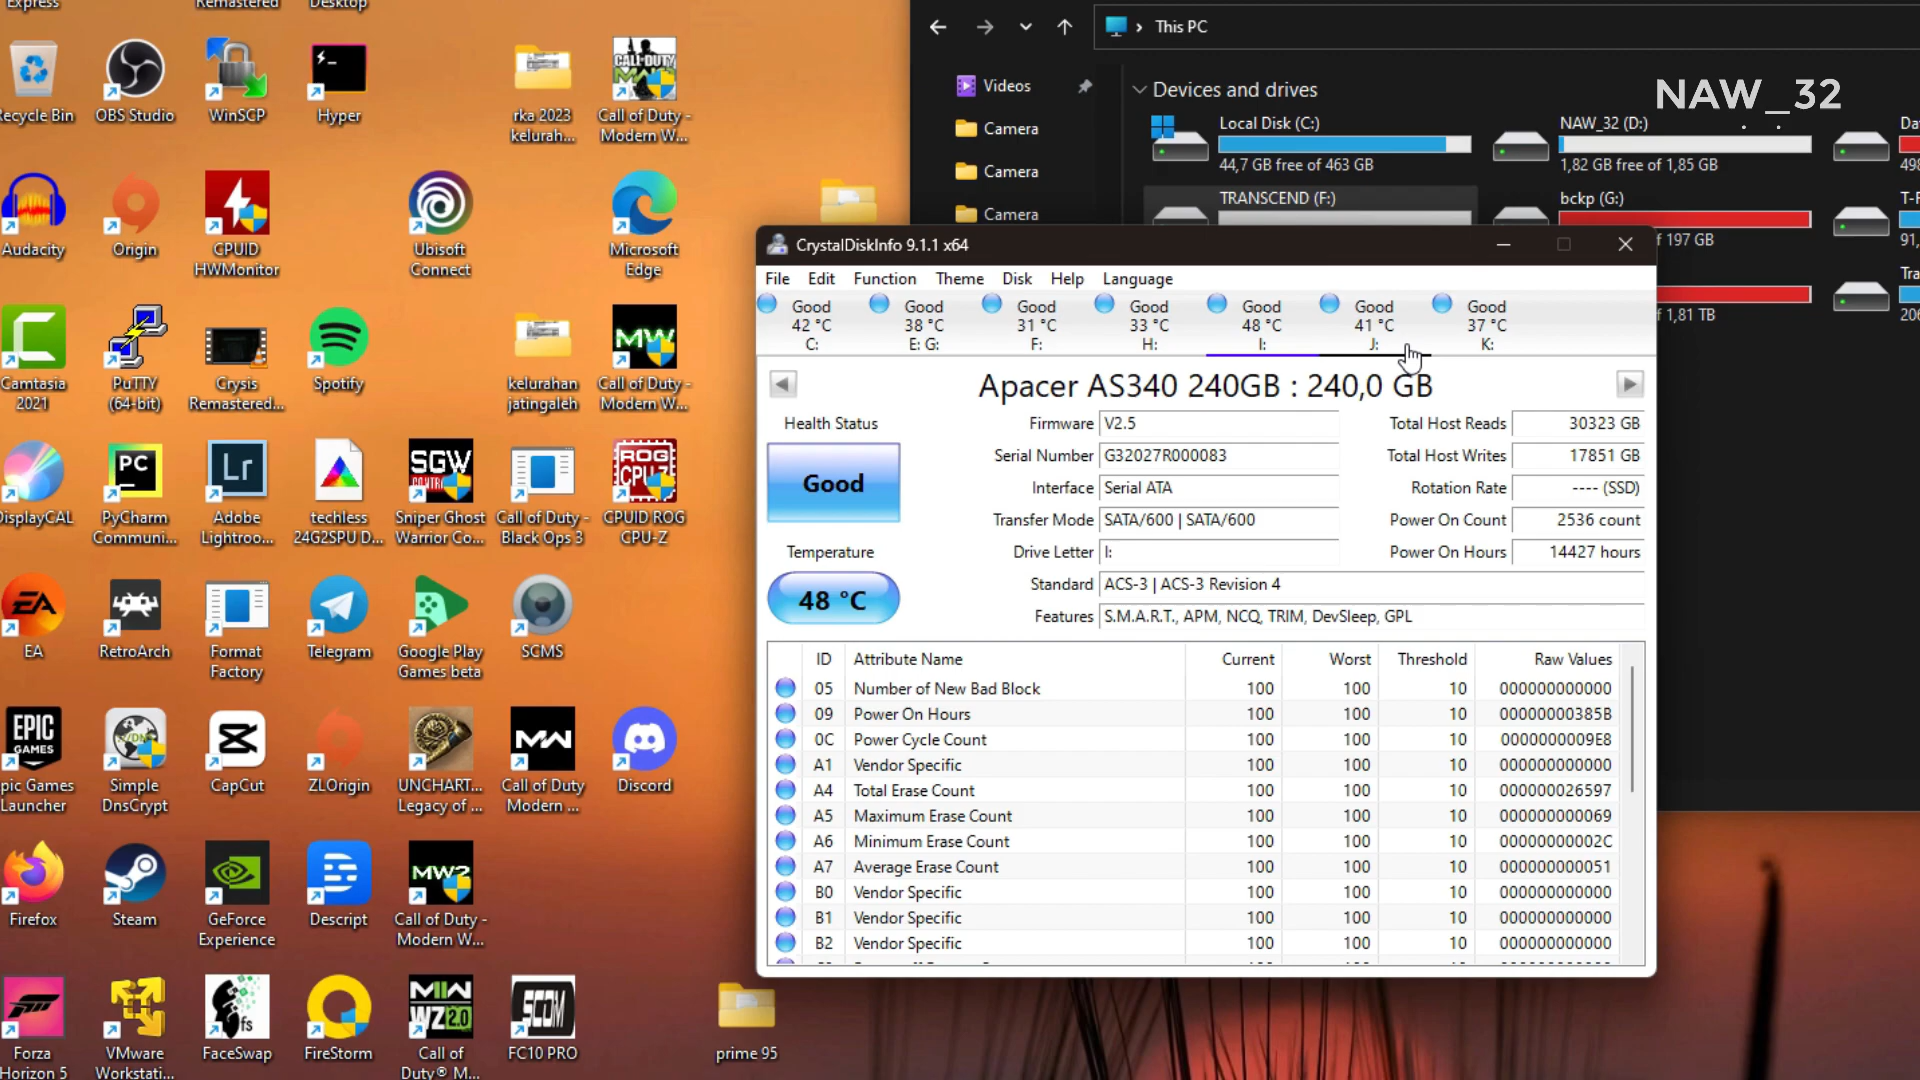 Express
Remastered
Desktop
Recycle Bin
OBS Studio
WinSCP
Hyper
rka 2023
kelurah...
Call of Duty -
Modern W...
Audacity
Origin
CPUID
HWMonitor
Ubisoft
Connect
Microsoft
Edge
Camtasia
2021
PuTTY
(64-bit)
Crysis
Remastered...
Spotify
kelurahan
jatingaleh
Call of Duty -
Modern W...
DisplayCAL
PyCharm
Communi...
Adobe
Lightroo...
techless
24G2SPU D...
Sniper Ghost
Warrior Co...
Call of Duty -
Black Ops 3
CPUID ROG
CPU-Z
EA
RetroArch
Format
Factory
Telegram
Google Play
Games beta
SCMS
Epic Games
Launcher
Simple
DnsCrypt
CapCut
ZLOrigin
UNCHART...
Legacy of ...
Call of Duty
Modern ...
Discord
Firefox
Steam
GeForce
Experience
Descript
Call of Duty -
Modern W...
Forza
Horizon 5
VMware
Workstati...
FaceSwap
FireStorm
Call of
Duty® M...
FC10 PRO
prime 95
This PC
NAW_32
Videos
Camera
Camera
Camera
Devices and drives
Local Disk (C:)
44,7 GB free of 463 GB
NAW_32 (D:)
1,82 GB free of 1,85 GB
TRANSCEND (F:)
bckp (G:)
f 197 GB
f 1,81 TB
CrystalDiskInfo 9.1.1 x64
File Edit Function Theme Disk Help Language
Good Good Good Good Good Good Good
42 °C 38 °C 31 °C 33 °C 48 °C 41 °C 37 °C
C: E: G: F: H: I: J: K:
Apacer AS340 240GB : 240,0 GB
Health Status
Good
Temperature
48 °C
Firmware V2.5
Serial Number G32027R000083
Interface Serial ATA
Transfer Mode SATA/600 | SATA/600
Drive Letter I:
Standard ACS-3 | ACS-3 Revision 4
Features S.M.A.R.T., APM, NCQ, TRIM, DevSleep, GPL
Total Host Reads 30323 GB
Total Host Writes 17851 GB
Rotation Rate ---- (SSD)
Power On Count 2536 count
Power On Hours 14427 hours
ID Attribute Name Current Worst Threshold Raw Values
05 Number of New Bad Block 100 100 10 000000000000
09 Power On Hours 100 100 10 00000000385B
0C Power Cycle Count 100 100 10 0000000009E8
A1 Vendor Specific 100 100 10 000000000000
A4 Total Erase Count 100 100 10 000000026597
A5 Maximum Erase Count 100 100 10 000000000069
A6 Minimum Erase Count 100 100 10 00000000002C
A7 Average Erase Count 100 100 10 000000000051
B0 Vendor Specific 100 100 10 000000000000
B1 Vendor Specific 100 100 10 000000000000
B2 Vendor Specific 100 100 10 000000000000